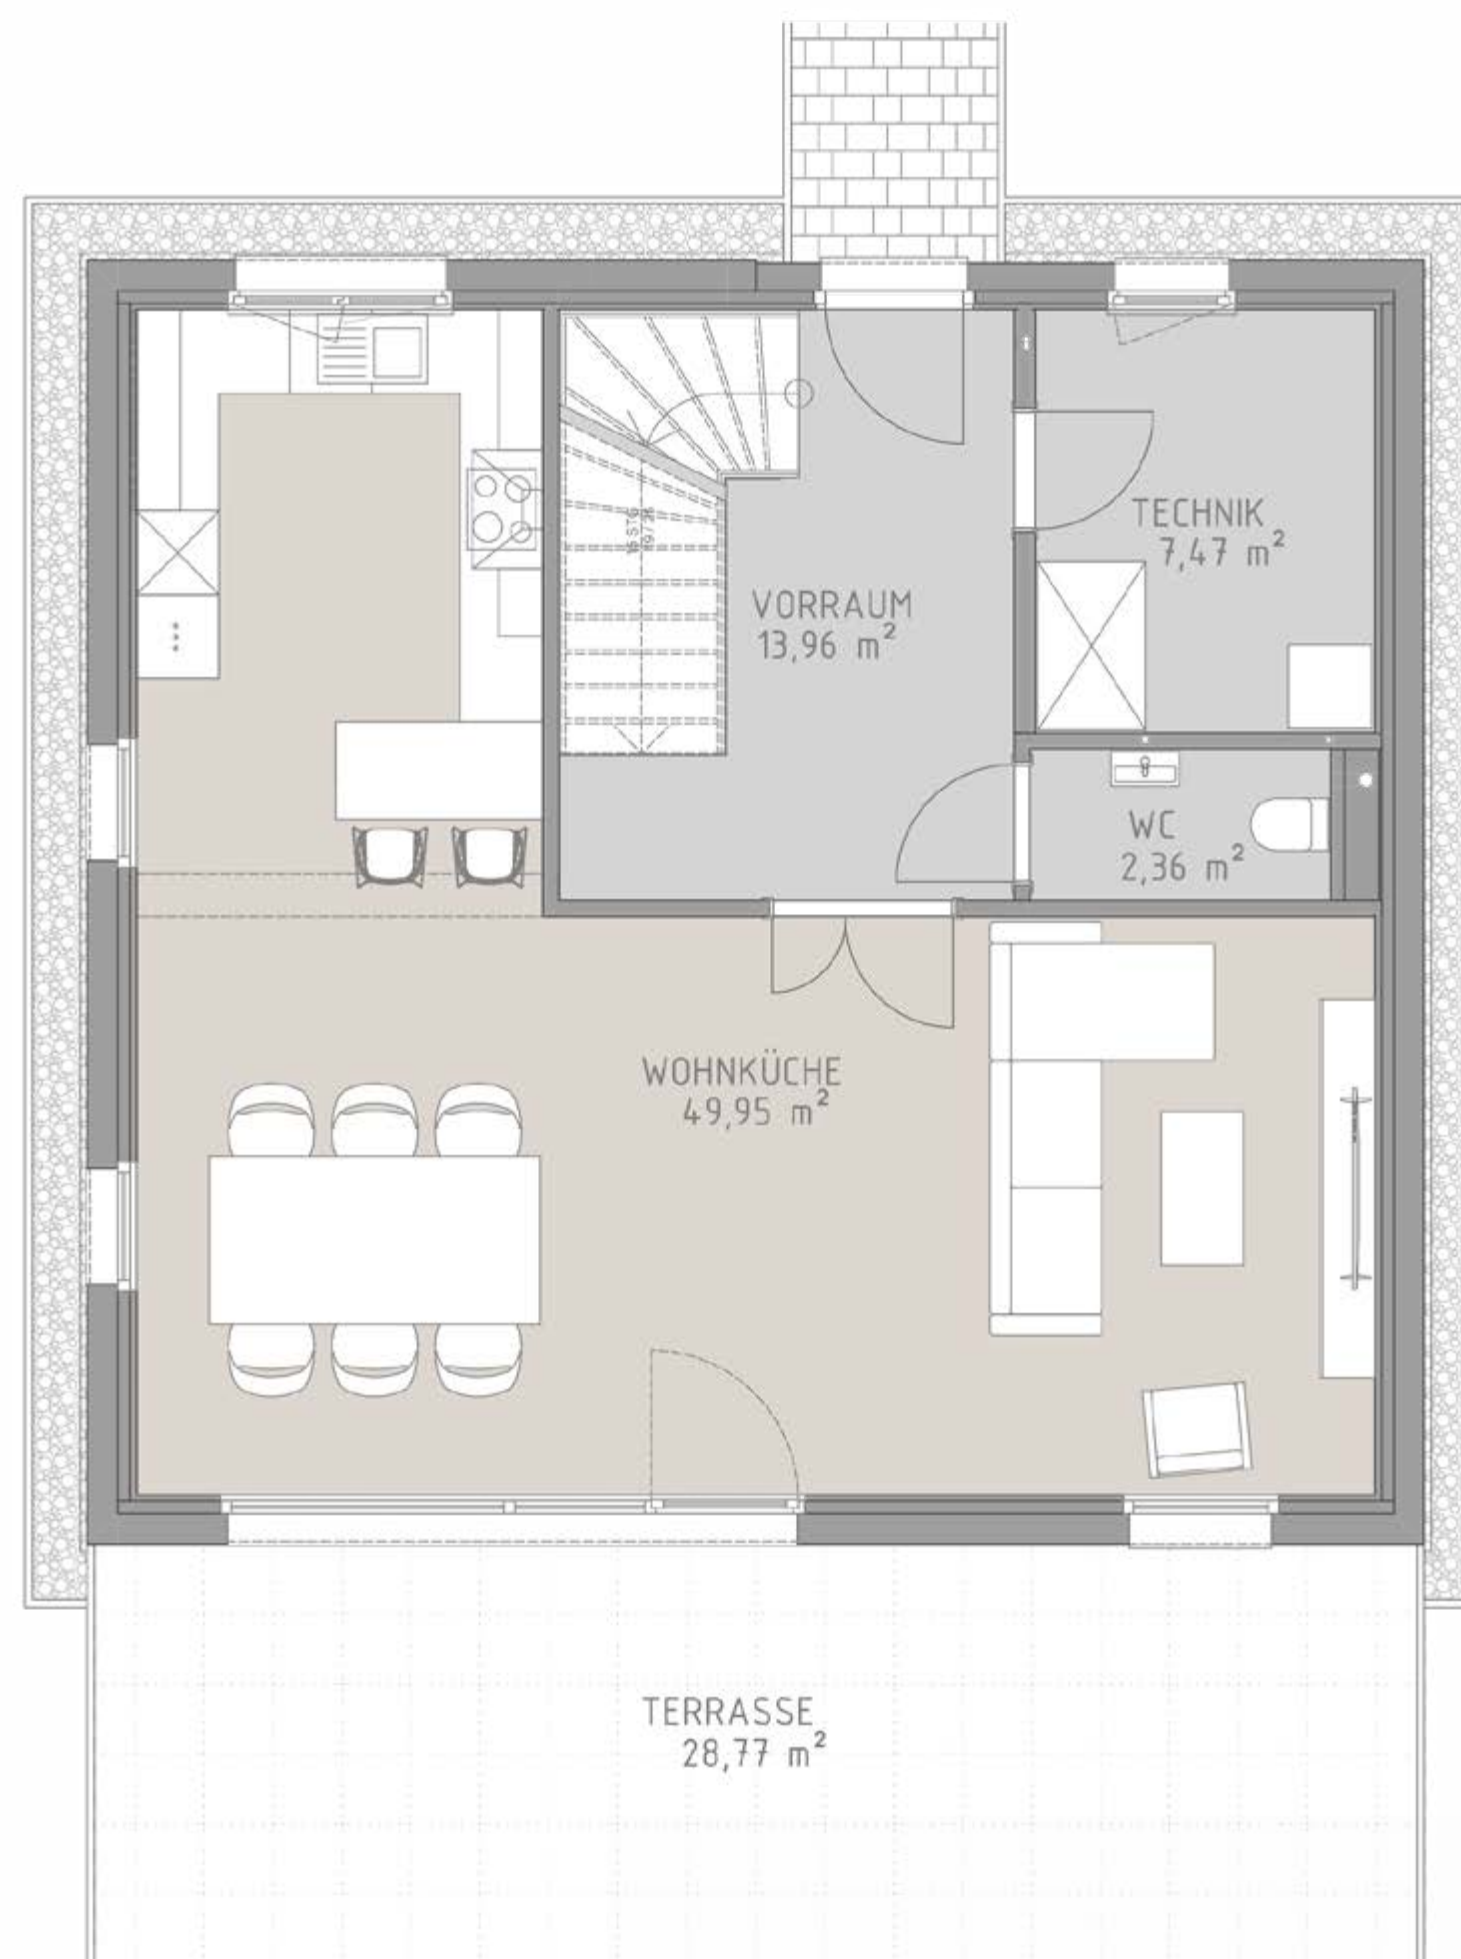 TECHNIK
7,47 m²
VORRAUM
13,96 m²
WC
2,36 m²
WOHNKÜCHE
49,95 m²
TERRASSE
28,77 m²